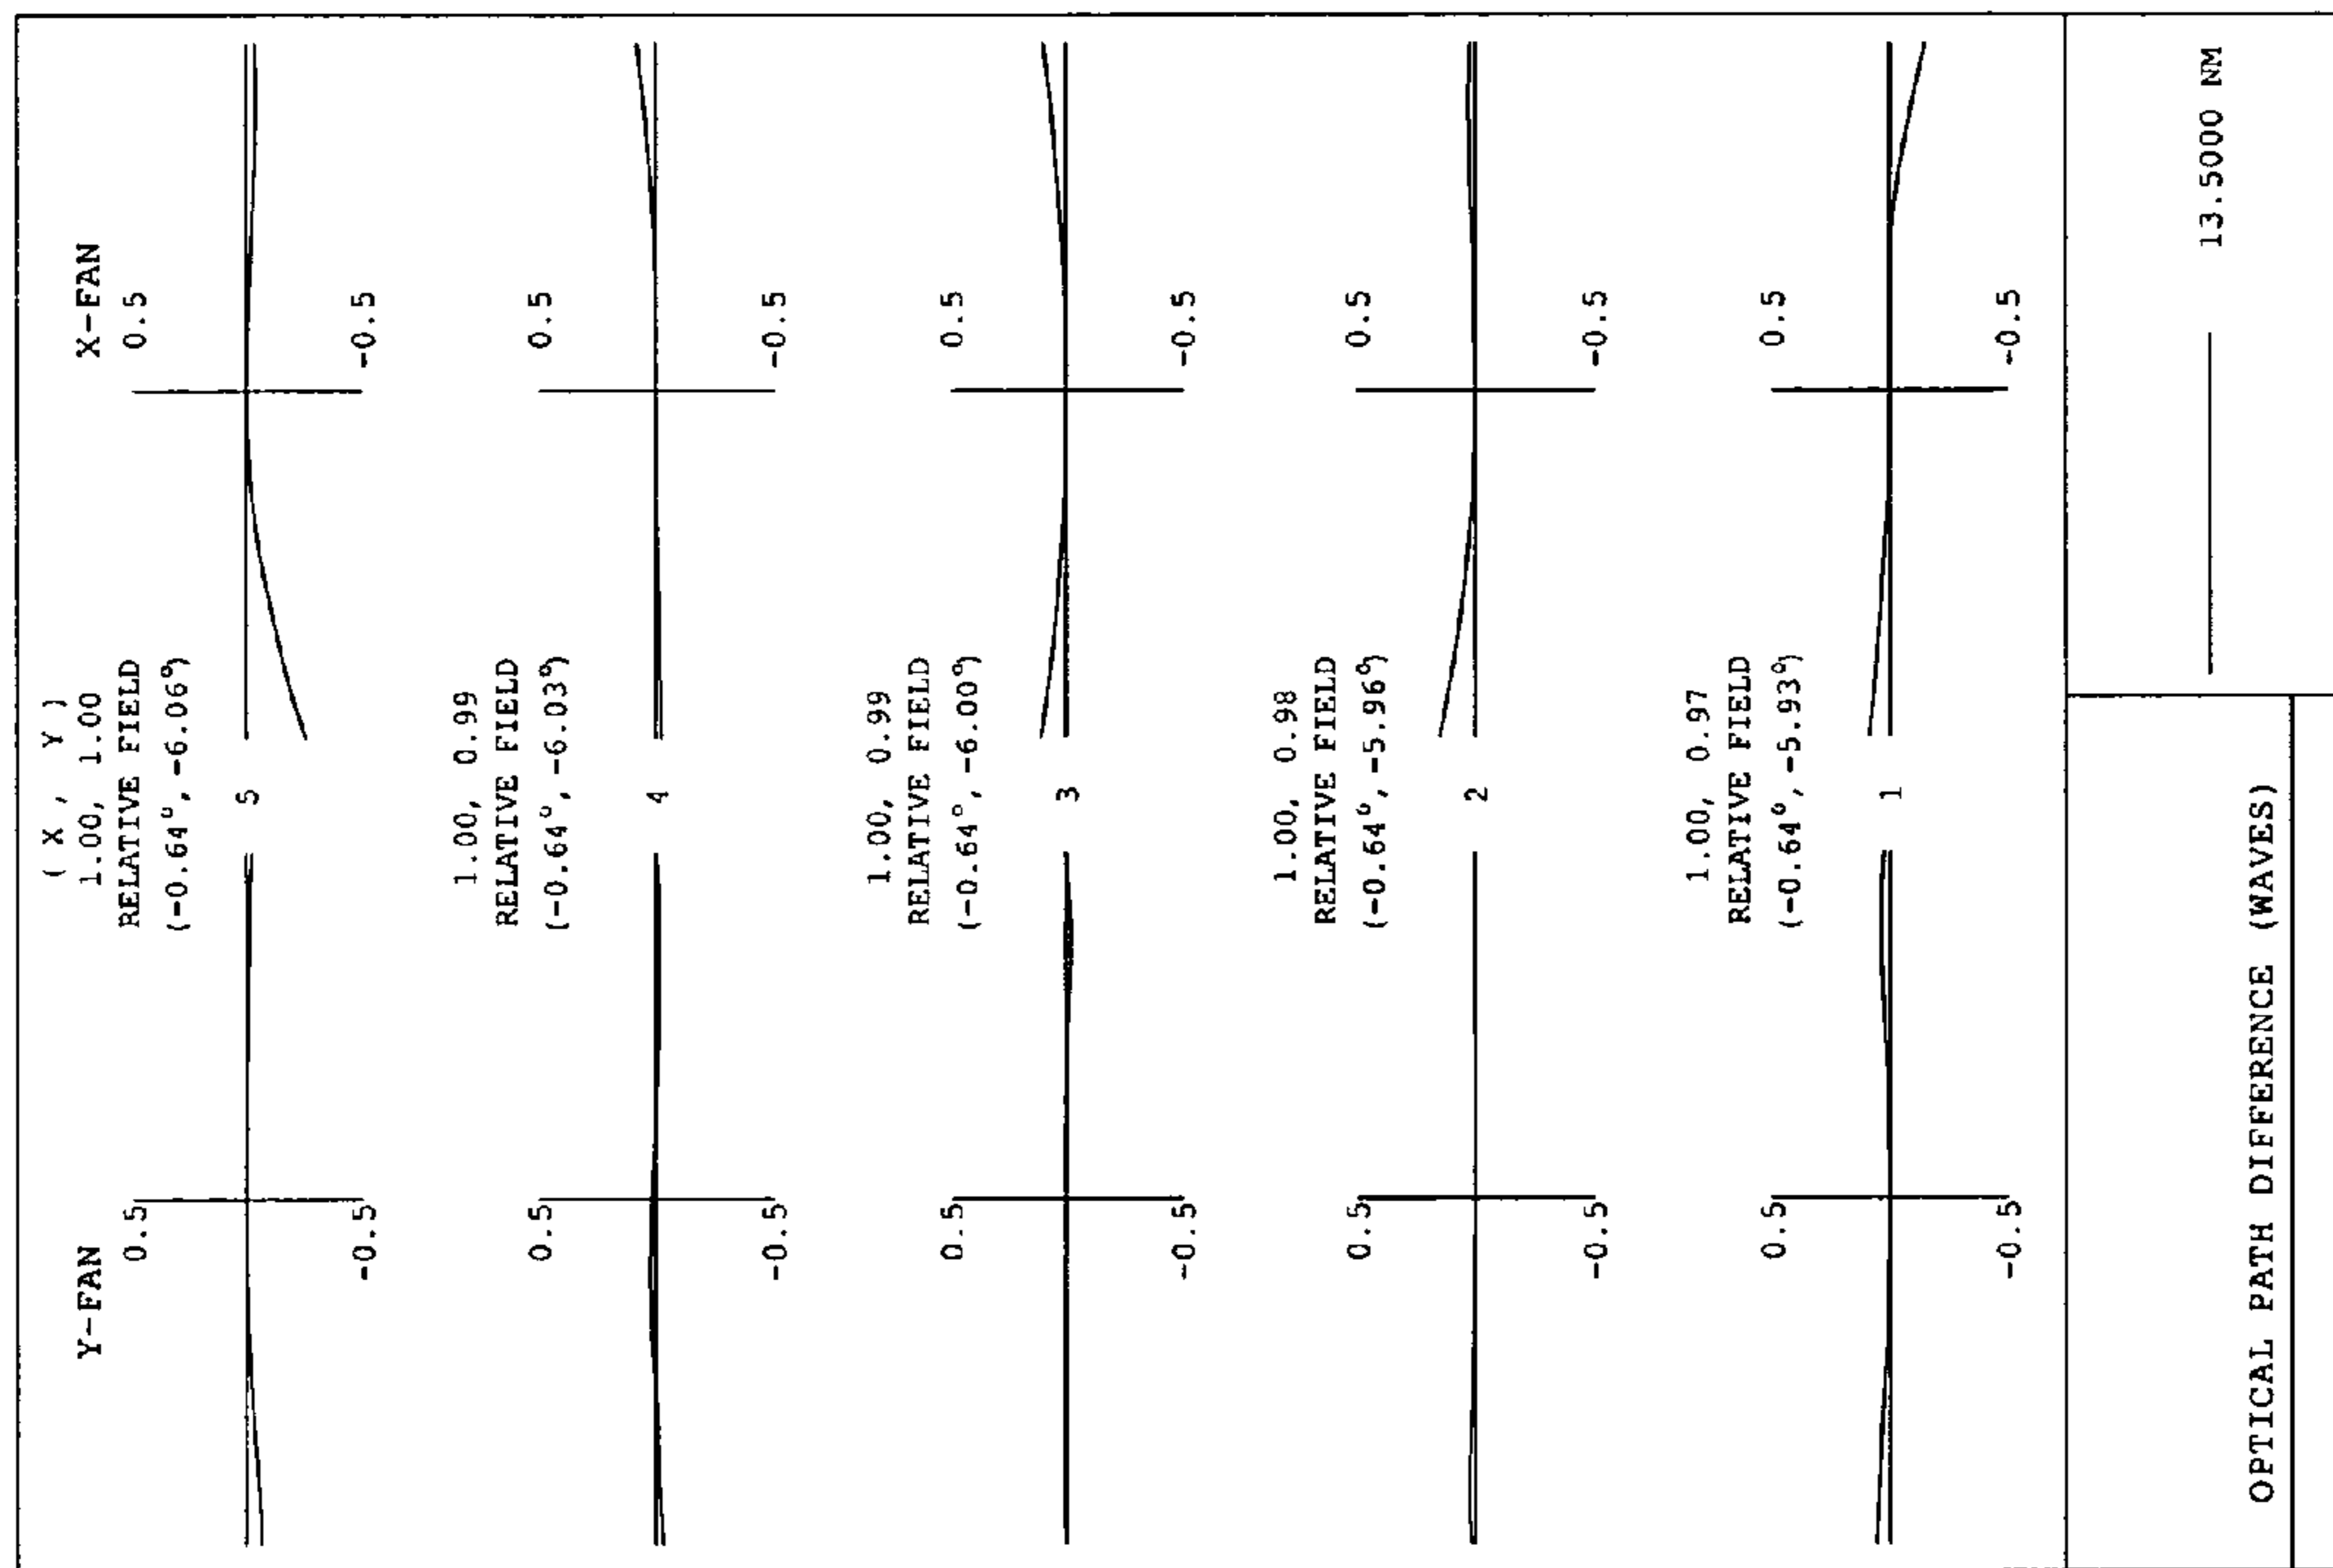 ( X , Y )
Y-FAN 1.00, 1.00 X-FAN
0.5 RELATIVE FIELD 0.5
(-0.64°,-6.06°)
5
-0.5 -0.5
1.00, 0.99
RELATIVE FIELD
0.5 (-0.64°,-6.03°) 0.5
4
-0.5 -0.5
1.00, 0.99
RELATIVE FIELD
0.5 (-0.64°,-6.00°) 0.5
3
-0.5 -0.5
1.00, 0.98
RELATIVE FIELD
0.5 (-0.64°,-5.96°) 0.5
2
-0.5 -0.5
1.00, 0.97
RELATIVE FIELD
0.5 (-0.64°,-5.93°) 0.5
1
-0.5 -0.5
13.5000 NM
OPTICAL PATH DIFFERENCE (WAVES)